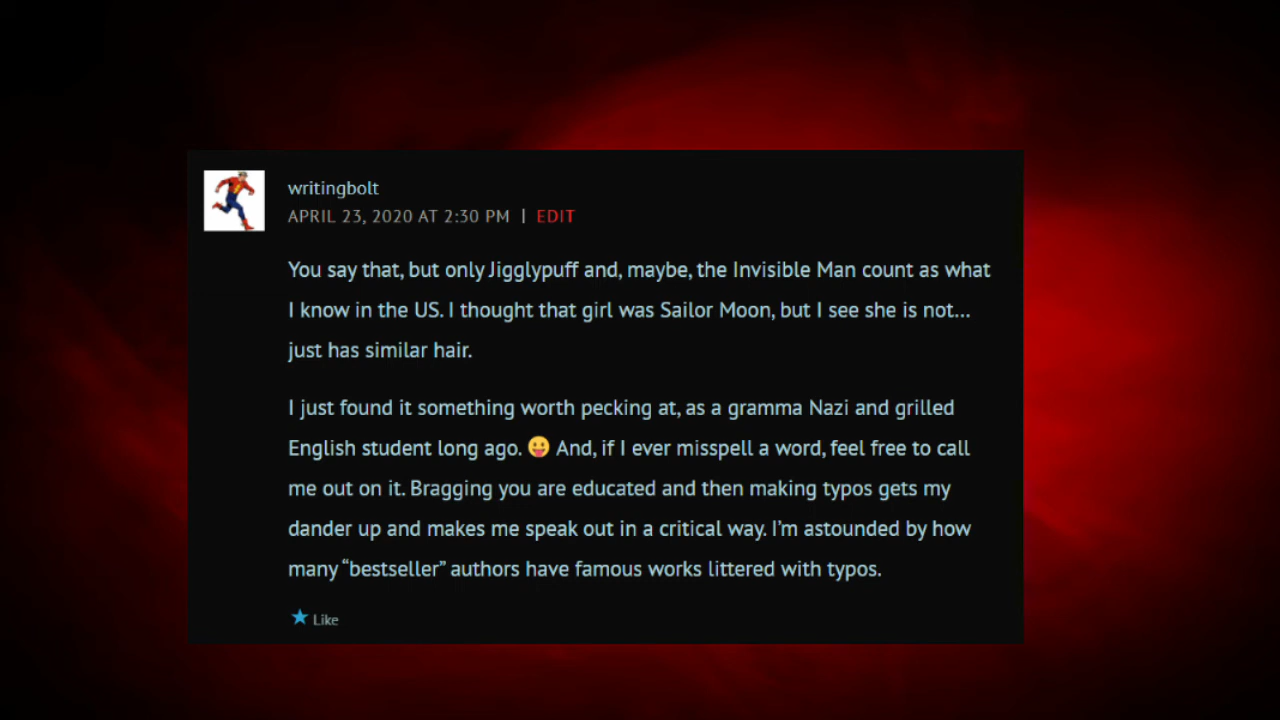 writingbolt
APRIL 23, 2020 AT 2:30 PM | EDIT
You say that, but only Jigglypuff and, maybe, the Invisible Man count as what
I know in the US. I thought that girl was Sailor Moon, but I see she is not...
just has similar hair.
I just found it something worth pecking at, as a gramma Nazi and grilled
English student long ago. 😛 And, if I ever misspell a word, feel free to call
me out on it. Bragging you are educated and then making typos gets my
dander up and makes me speak out in a critical way. I'm astounded by how
many “bestseller” authors have famous works littered with typos.
Like